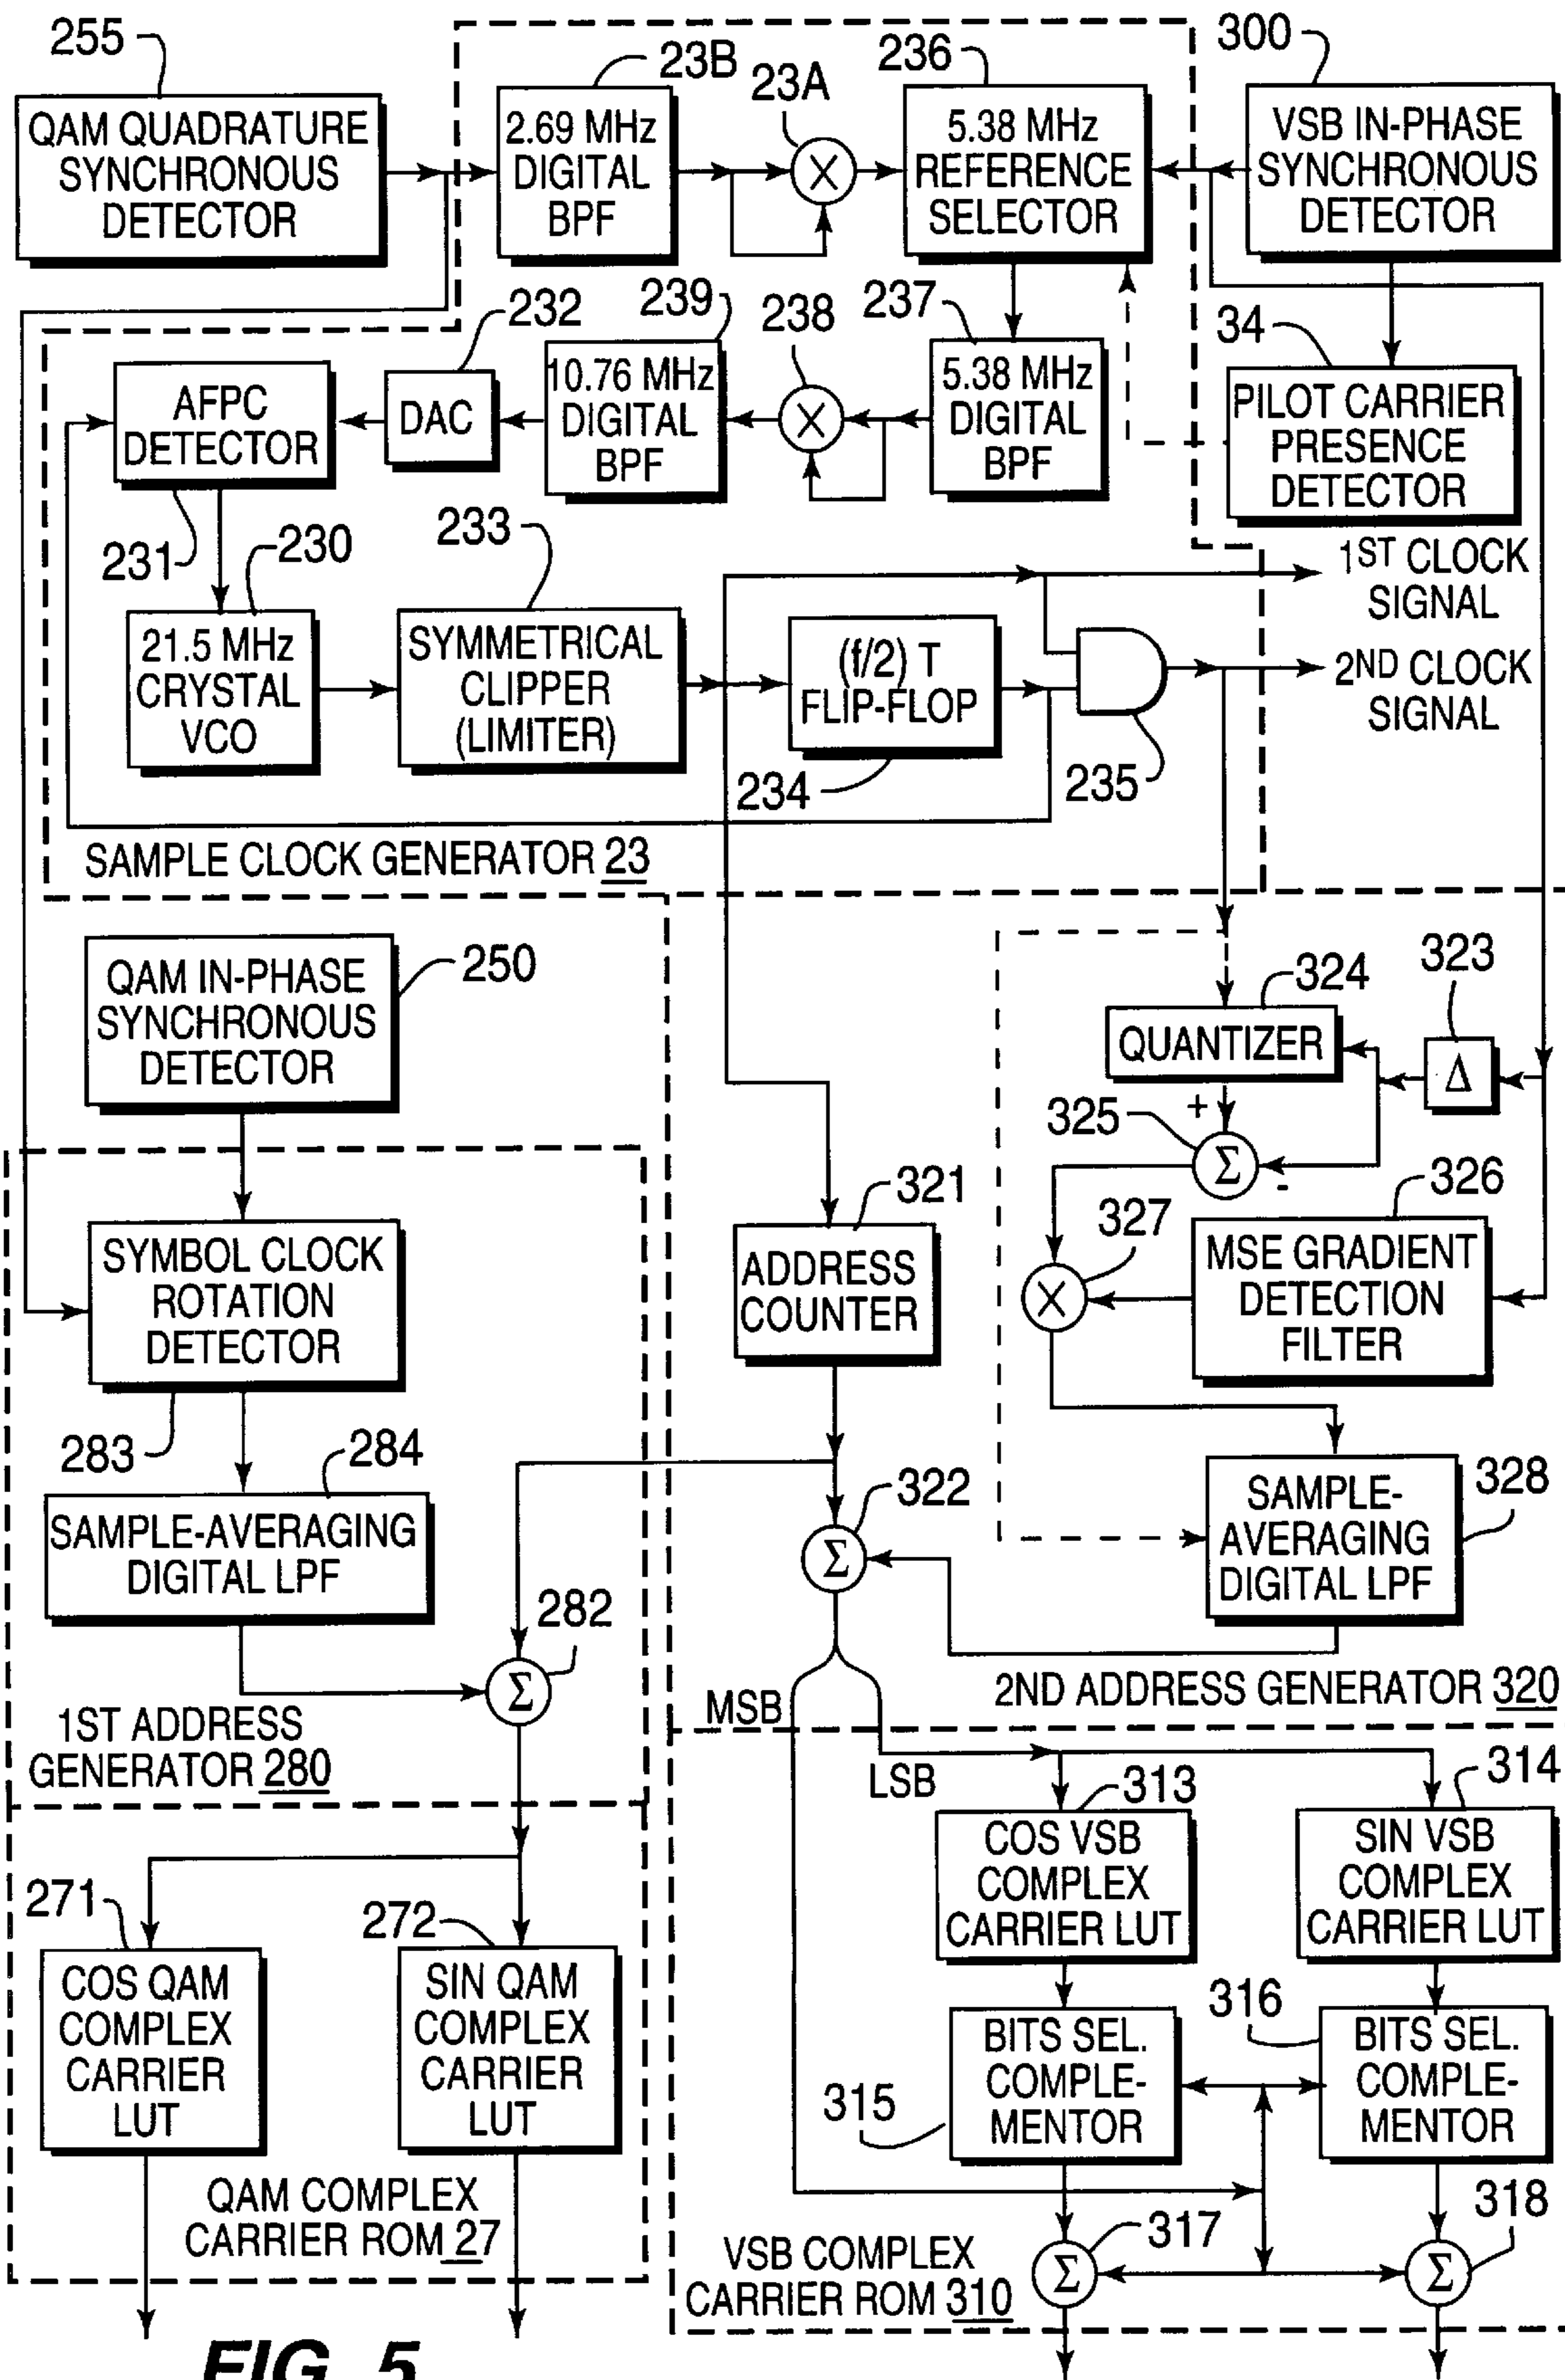 255
23B
23A
236
300
QAM QUADRATURE
SYNCHRONOUS
DETECTOR
2.69 MHz
DIGITAL
BPF
X
5.38 MHz
REFERENCE
SELECTOR
VSB IN-PHASE
SYNCHRONOUS
DETECTOR
232
239
238
237
34
AFPC
DETECTOR
DAC
10.76 MHz
DIGITAL
BPF
X
5.38 MHz
DIGITAL
BPF
PILOT CARRIER
PRESENCE
DETECTOR
231
230
233
1ST CLOCK
SIGNAL
21.5 MHz
CRYSTAL
VCO
SYMMETRICAL
CLIPPER
(LIMITER)
(f/2) T
FLIP-FLOP
2ND CLOCK
SIGNAL
234
235
SAMPLE CLOCK GENERATOR 23
QAM IN-PHASE
SYNCHRONOUS
DETECTOR
250
324
323
QUANTIZER
Δ
+
325
Σ
-
326
321
327
SYMBOL CLOCK
ROTATION
DETECTOR
ADDRESS
COUNTER
X
MSE GRADIENT
DETECTION
FILTER
283
284
322
328
SAMPLE-AVERAGING
DIGITAL LPF
Σ
SAMPLE-
AVERAGING
DIGITAL LPF
282
Σ
1ST ADDRESS
GENERATOR 280
MSB
2ND ADDRESS GENERATOR 320
LSB
313
314
COS VSB
COMPLEX
CARRIER LUT
SIN VSB
COMPLEX
CARRIER LUT
271
272
COS QAM
COMPLEX
CARRIER
LUT
SIN QAM
COMPLEX
CARRIER
LUT
316
315
BITS SEL.
COMPLE-
MENTOR
BITS SEL.
COMPLE-
MENTOR
QAM COMPLEX
CARRIER ROM 27
317
318
VSB COMPLEX
CARRIER ROM 310
Σ
Σ
FIG. 5